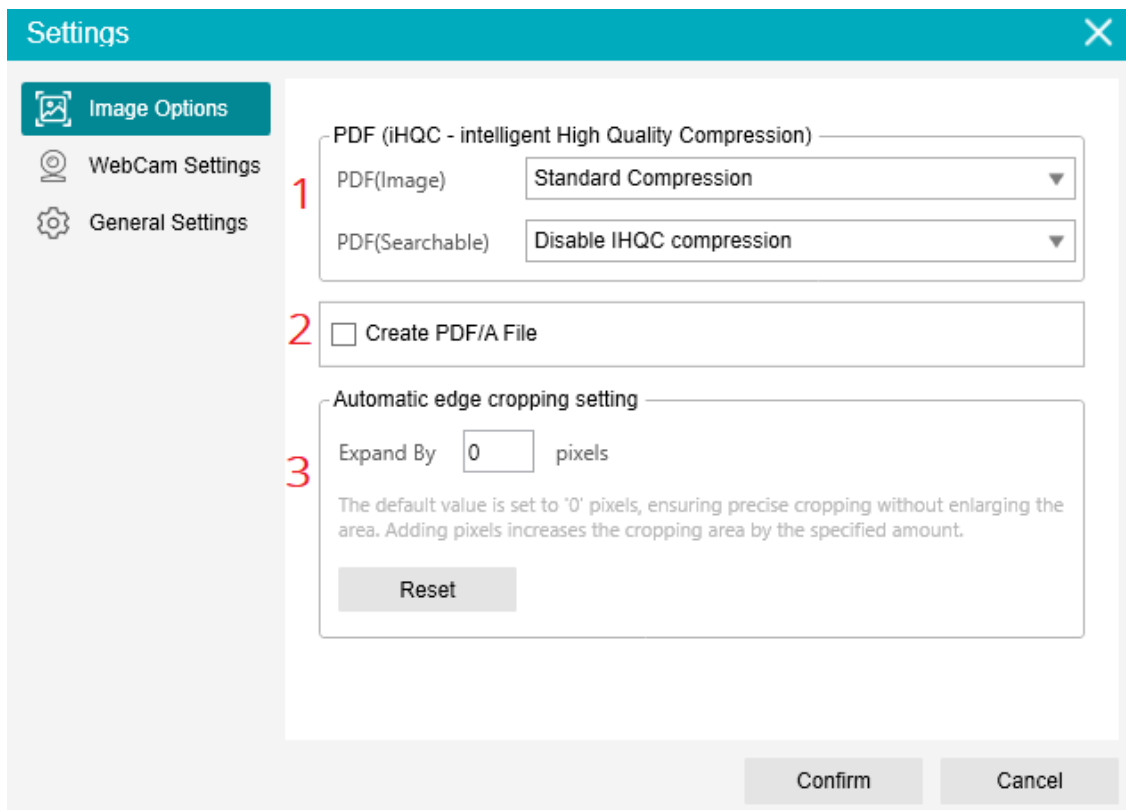 Settings
Image Options
WebCam Settings
General Settings
PDF (iHQC - intelligent High Quality Compression)
1
PDF(Image)
Standard Compression
PDF(Searchable)
Disable IHQC compression
2
Create PDF/A File
Automatic edge cropping setting
3
Expand By 0 pixels
The default value is set to '0' pixels, ensuring precise cropping without enlarging the
area. Adding pixels increases the cropping area by the specified amount.
Reset
Confirm
Cancel